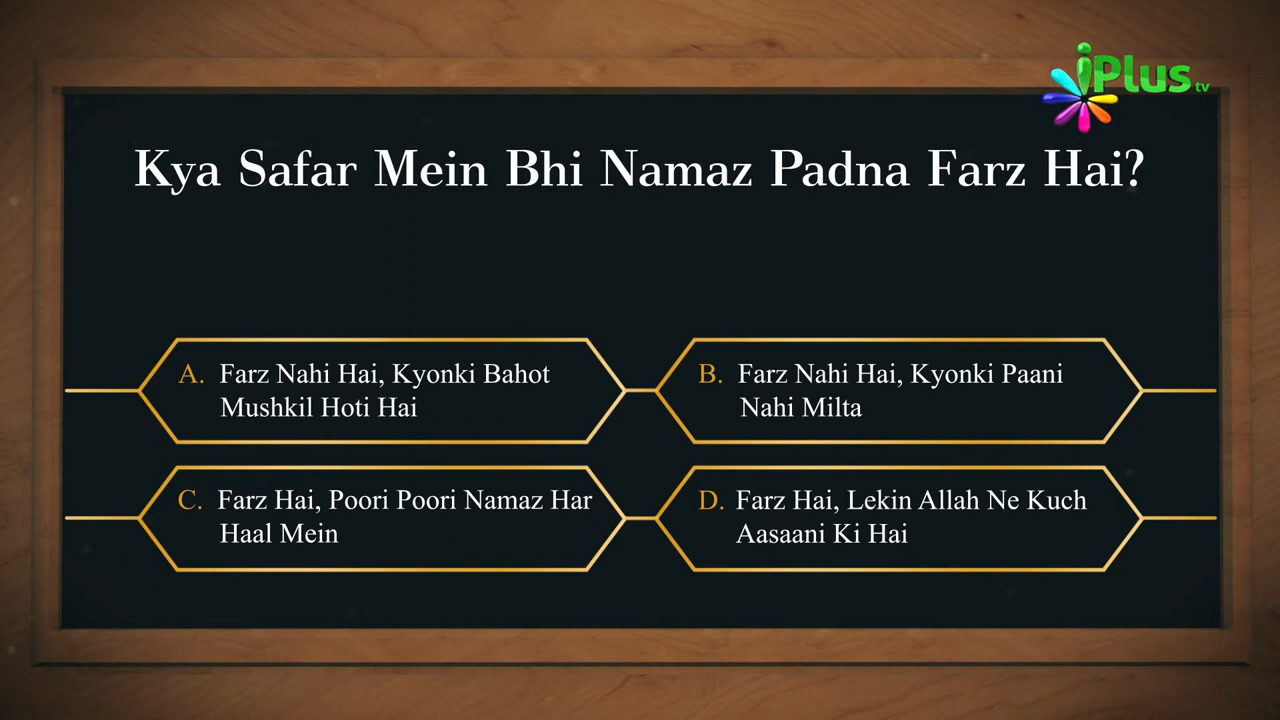 iPlus tv
Kya Safar Mein Bhi Namaz Padna Farz Hai?
A. Farz Nahi Hai, Kyonki Bahot
Mushkil Hoti Hai
B. Farz Nahi Hai, Kyonki Paani
Nahi Milta
C. Farz Hai, Poori Poori Namaz Har
Haal Mein
D. Farz Hai, Lekin Allah Ne Kuch
Aasaani Ki Hai